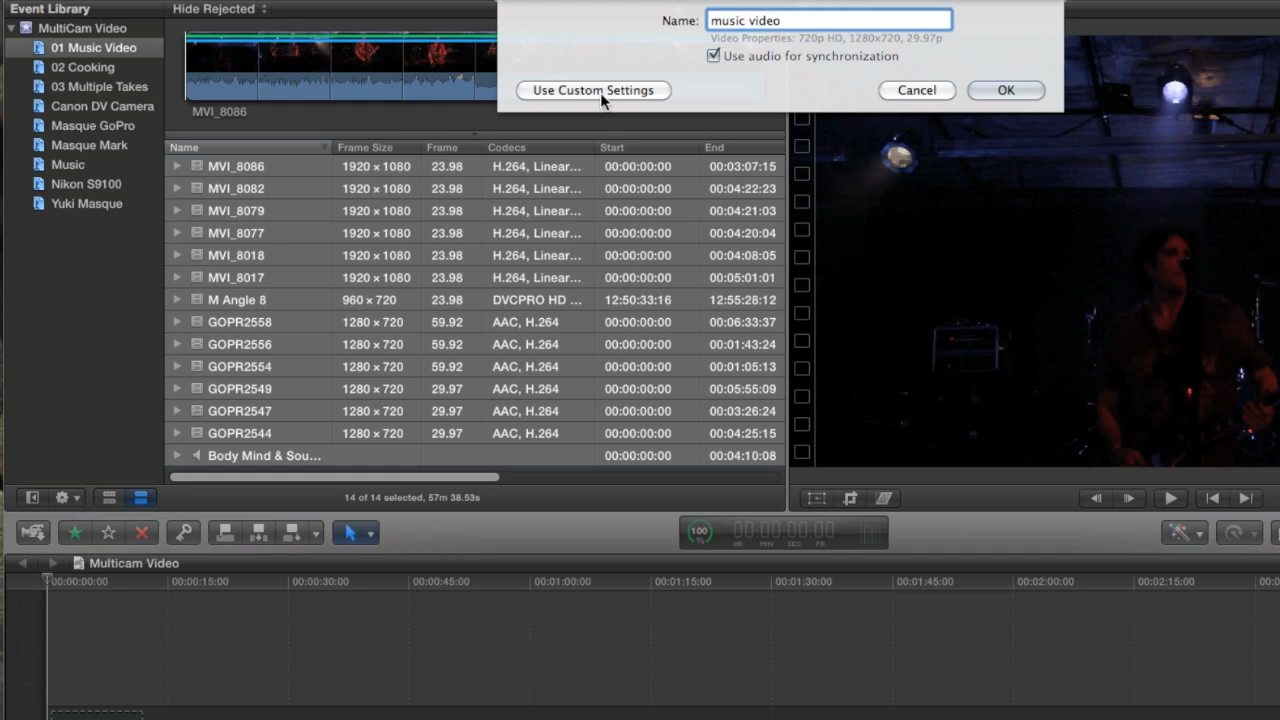 Event Library
MultiCam Video
01 Music Video
02 Cooking
03 Multiple Takes
Canon DV Camera
Masque GoPro
Masque Mark
Music
Nikon S9100
Yuki Masque
Hide Rejected
MVI_8086
Name: music video
Video Properties: 720p HD, 1280x720, 29.97p
Use audio for synchronization
Use Custom Settings Cancel OK
Name Frame Size Frame Codecs Start End
MVI_8086 1920 × 1080 23.98 H.264, Linear... 00:00:00:00 00:03:07:15
MVI_8082 1920 × 1080 23.98 H.264, Linear... 00:00:00:00 00:04:22:23
MVI_8079 1920 × 1080 23.98 H.264, Linear... 00:00:00:00 00:04:21:03
MVI_8077 1920 × 1080 23.98 H.264, Linear... 00:00:00:00 00:04:20:04
MVI_8018 1920 × 1080 23.98 H.264, Linear... 00:00:00:00 00:04:08:05
MVI_8017 1920 × 1080 23.98 H.264, Linear... 00:00:00:00 00:05:01:01
M Angle 8 960 × 720 23.98 DVCPRO HD ... 12:50:33:16 12:55:28:12
GOPR2558 1280 × 720 59.92 AAC, H.264 00:00:00:00 00:06:33:37
GOPR2556 1280 × 720 59.92 AAC, H.264 00:00:00:00 00:01:43:24
GOPR2554 1280 × 720 59.92 AAC, H.264 00:00:00:00 00:01:05:13
GOPR2549 1280 × 720 29.97 AAC, H.264 00:00:00:00 00:05:55:09
GOPR2547 1280 × 720 29.97 AAC, H.264 00:00:00:00 00:03:26:24
GOPR2544 1280 × 720 29.97 AAC, H.264 00:00:00:00 00:04:25:15
Body Mind & Sou... 00:00:00:00 00:04:10:08
14 of 14 selected, 57m 38.53s
100 % 00:00:00:00
HR MIN SEC FR
Multicam Video
00:00:00:00 00:00:15:00 00:00:30:00 00:00:45:00 00:01:00:00 00:01:15:00 00:01:30:00 00:01:45:00 00:02:00:00 00:02:15:00